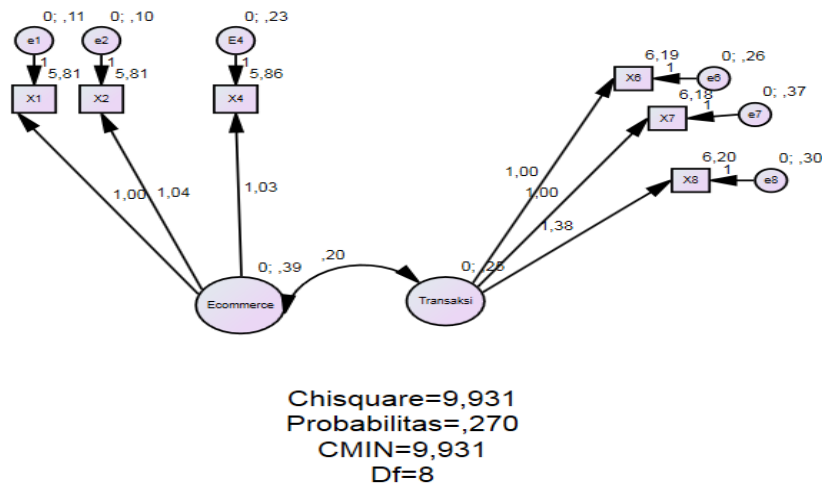 0; ,11
0; ,10
0; ,23
e1
e2
E4
1
1
1
5,81
5,81
5,86
X1
X2
X4
6,19
0; ,26
X6
1
e6
6,18
0; ,37
X7
1
e7
6,20
0; ,30
X8
1
e8
1,00
1,04
1,03
1,00
1,00
1,38
0; ,39
,20
0; ,25
Ecommerce
Transaksi
Chisquare=9,931
Probabilitas=,270
CMIN=9,931
Df=8